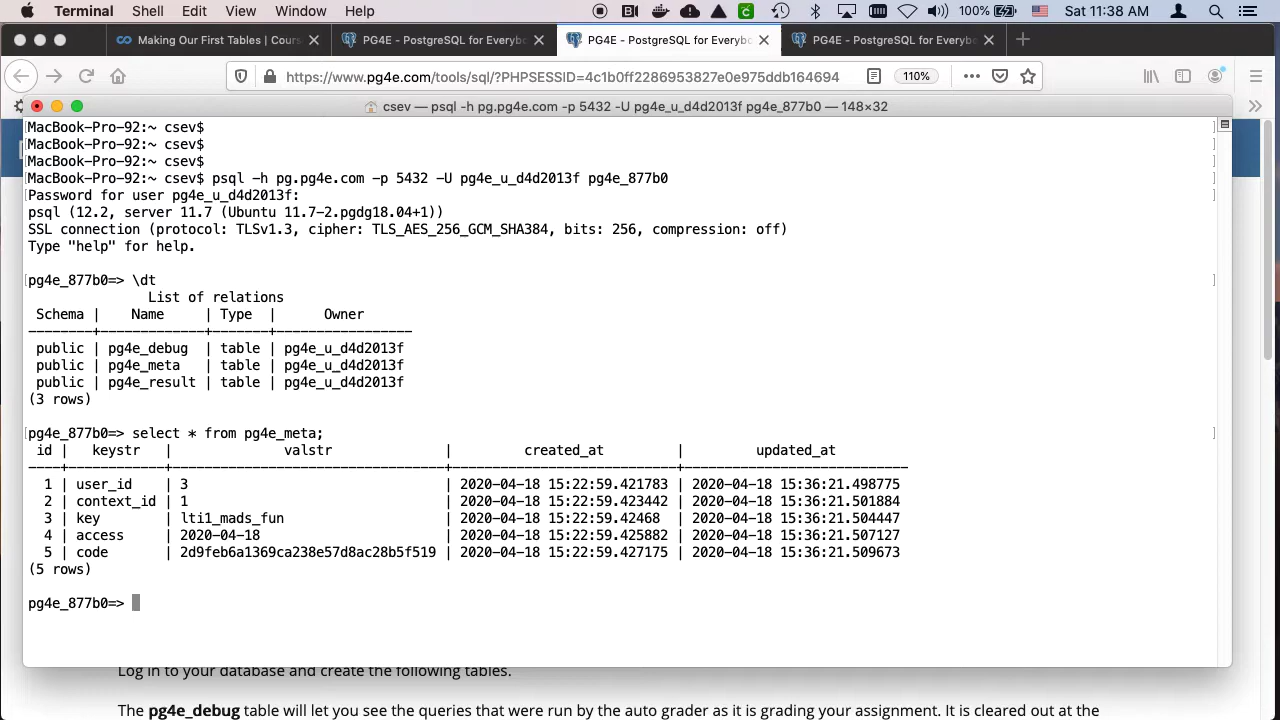 Terminal Shell Edit View Window Help 100% Sat 11:38 AM
Making Our First Tables | Cours
PG4E - PostgreSQL for Everybo
PG4E - PostgreSQL for Everybo
PG4E - PostgreSQL for Everybo
https://www.pg4e.com/tools/sql/?PHPSESSID=4c1b0ff2286953827e0e975ddb164694 110%
csev — psql -h pg.pg4e.com -p 5432 -U pg4e_u_d4d2013f pg4e_877b0 — 148×32
[MacBook-Pro-92:~ csev$ ]
[MacBook-Pro-92:~ csev$ ]
[MacBook-Pro-92:~ csev$ ]
[MacBook-Pro-92:~ csev$ psql -h pg.pg4e.com -p 5432 -U pg4e_u_d4d2013f pg4e_877b0 ]
[Password for user pg4e_u_d4d2013f: ]
psql (12.2, server 11.7 (Ubuntu 11.7-2.pgdg18.04+1))
SSL connection (protocol: TLSv1.3, cipher: TLS_AES_256_GCM_SHA384, bits: 256, compression: off)
Type "help" for help.
[pg4e_877b0=> \dt ]
List of relations
Schema | Name | Type | Owner
--------+-------------+-------+-----------------
public | pg4e_debug | table | pg4e_u_d4d2013f
public | pg4e_meta | table | pg4e_u_d4d2013f
public | pg4e_result | table | pg4e_u_d4d2013f
(3 rows)
[pg4e_877b0=> select * from pg4e_meta; ]
id | keystr | valstr | created_at | updated_at
----+------------+----------------------------------+----------------------------+----------------------------
1 | user_id | 3 | 2020-04-18 15:22:59.421783 | 2020-04-18 15:36:21.498775
2 | context_id | 1 | 2020-04-18 15:22:59.423442 | 2020-04-18 15:36:21.501884
3 | key | lti1_mads_fun | 2020-04-18 15:22:59.42468 | 2020-04-18 15:36:21.504447
4 | access | 2020-04-18 | 2020-04-18 15:22:59.425882 | 2020-04-18 15:36:21.507127
5 | code | 2d9feb6a1369ca238e57d8ac28b5f519 | 2020-04-18 15:22:59.427175 | 2020-04-18 15:36:21.509673
(5 rows)
pg4e_877b0=>
Log in to your database and create the following tables.
The pg4e_debug table will let you see the queries that were run by the auto grader as it is grading your assignment. It is cleared out at the